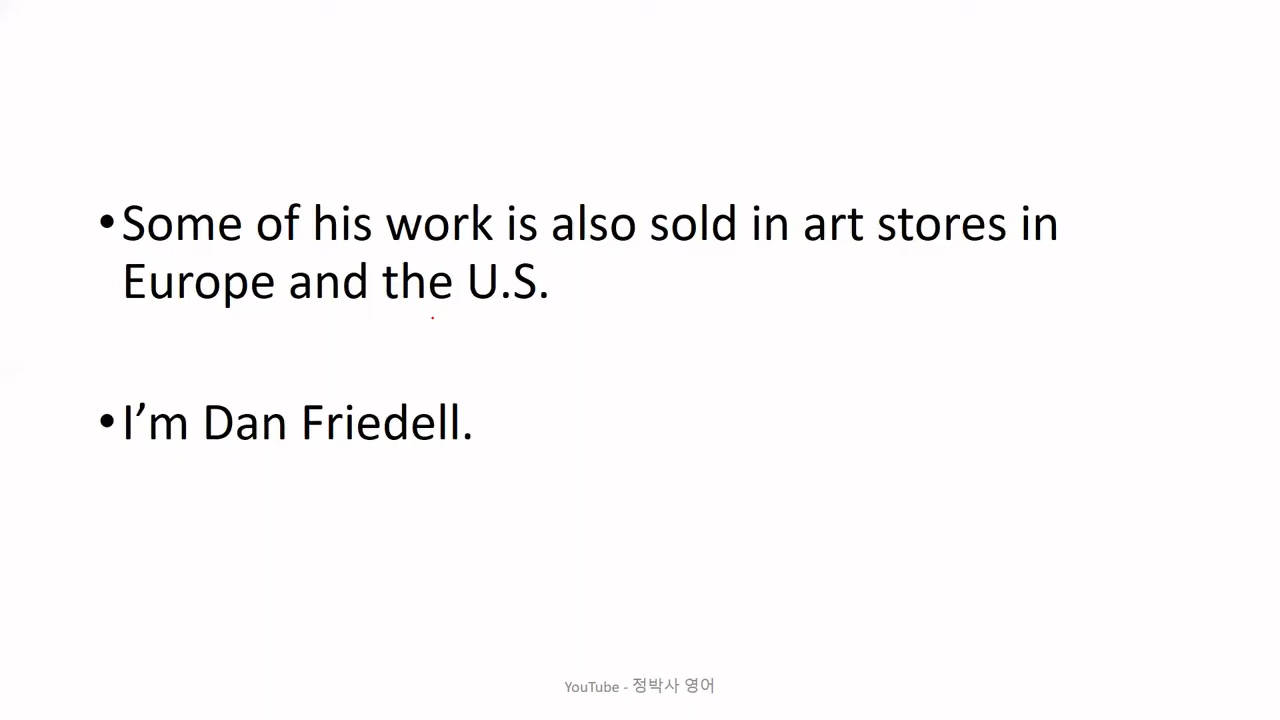 •Some of his work is also sold in art stores in
Europe and the U.S.
•I’m Dan Friedell.
YouTube - 정박사 영어